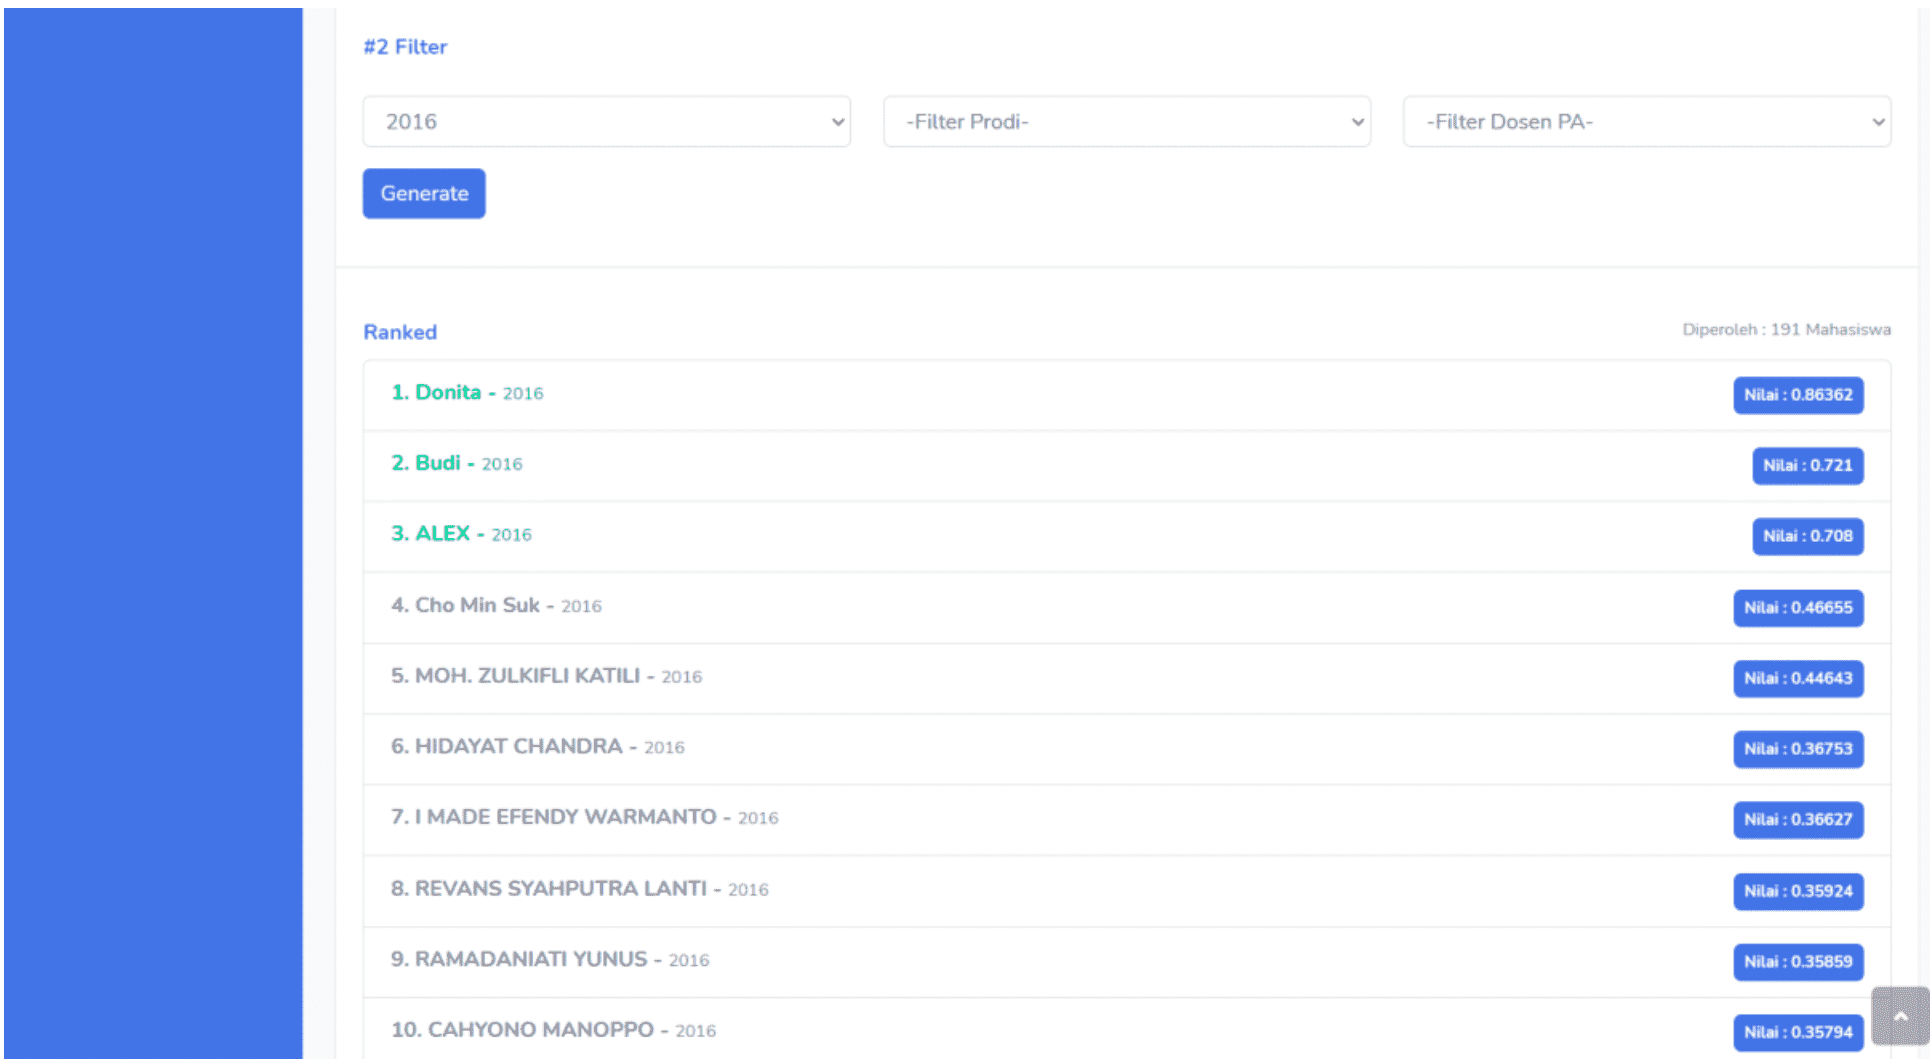 #2 Filter
2016 -Filter Prodi- -Filter Dosen PA-
Generate
Ranked Diperoleh : 191 Mahasiswa
1. Donita - 2016 Nilai : 0.86362
2. Budi - 2016 Nilai : 0.721
3. ALEX - 2016 Nilai : 0.708
4. Cho Min Suk - 2016 Nilai : 0.46655
5. MOH. ZULKIFLI KATILI - 2016 Nilai : 0.44643
6. HIDAYAT CHANDRA - 2016 Nilai : 0.36753
7. I MADE EFENDY WARMANTO - 2016 Nilai : 0.36627
8. REVANS SYAHPUTRA LANTI - 2016 Nilai : 0.35924
9. RAMADANIATI YUNUS - 2016 Nilai : 0.35859
10. CAHYONO MANOPPO - 2016 Nilai : 0.35794